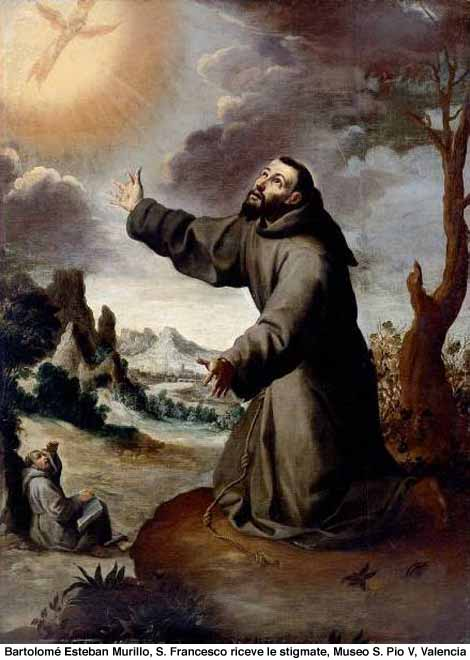 Bartolomé Esteban Murillo, S. Francesco riceve le stigmate, Museo S. Pio V, Valencia